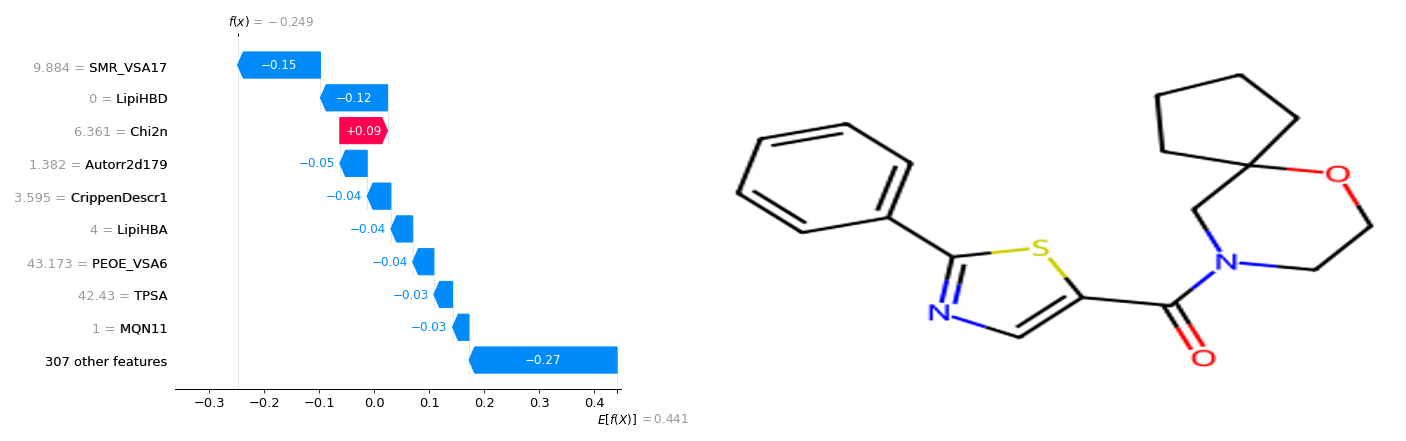 f(x) = −0.249
9.884 = SMR_VSA17
−0.15
0 = LipiHBD
−0.12
6.361 = Chi2n
+0.09
1.382 = Autorr2d179
−0.05
3.595 = CrippenDescr1
−0.04
4 = LipiHBA
−0.04
43.173 = PEOE_VSA6
−0.04
42.43 = TPSA
−0.03
1 = MQN11
−0.03
307 other features
−0.27
−0.3 −0.2 −0.1 0.0 0.1 0.2 0.3 0.4
E[f(X)] = 0.441
O
S
N
N
O